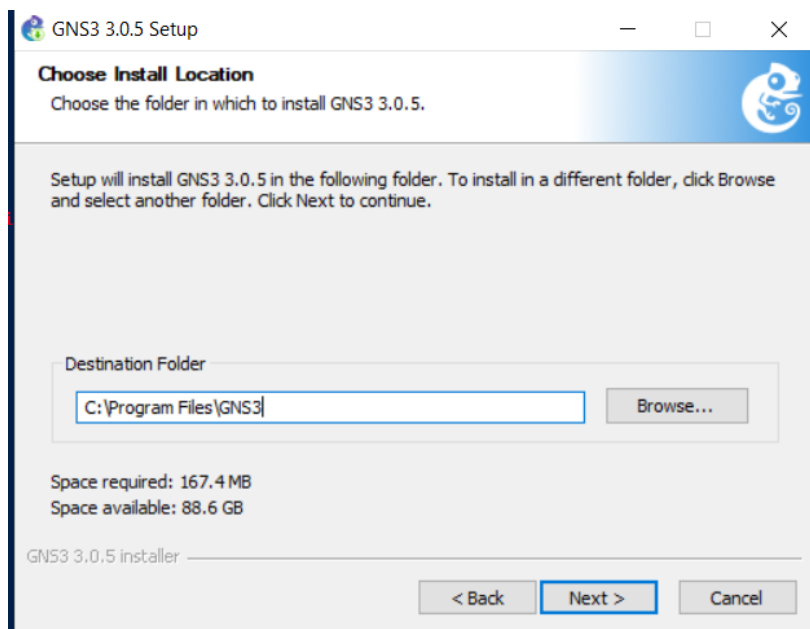 GNS3 3.0.5 Setup
Choose Install Location
Choose the folder in which to install GNS3 3.0.5.
Setup will install GNS3 3.0.5 in the following folder. To install in a different folder, click Browse
and select another folder. Click Next to continue.
Destination Folder
C:\Program Files\GNS3
Browse...
Space required: 167.4 MB
Space available: 88.6 GB
GNS3 3.0.5 installer
< Back
Next >
Cancel